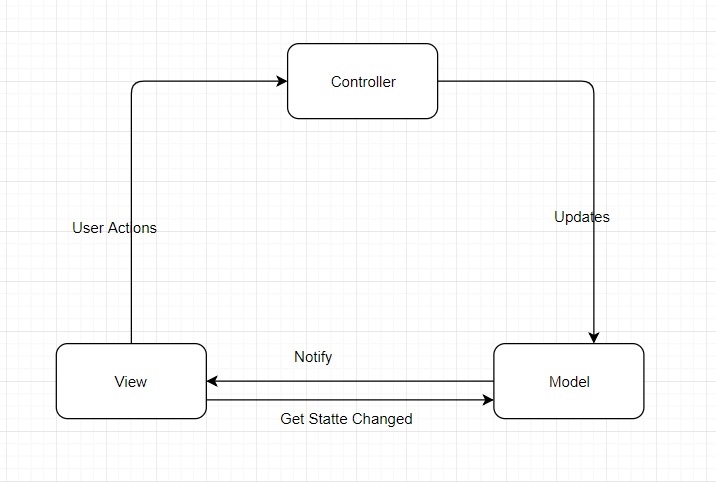 Controller
Updates
User Actions
Notify
View
Model
Get Statte Changed